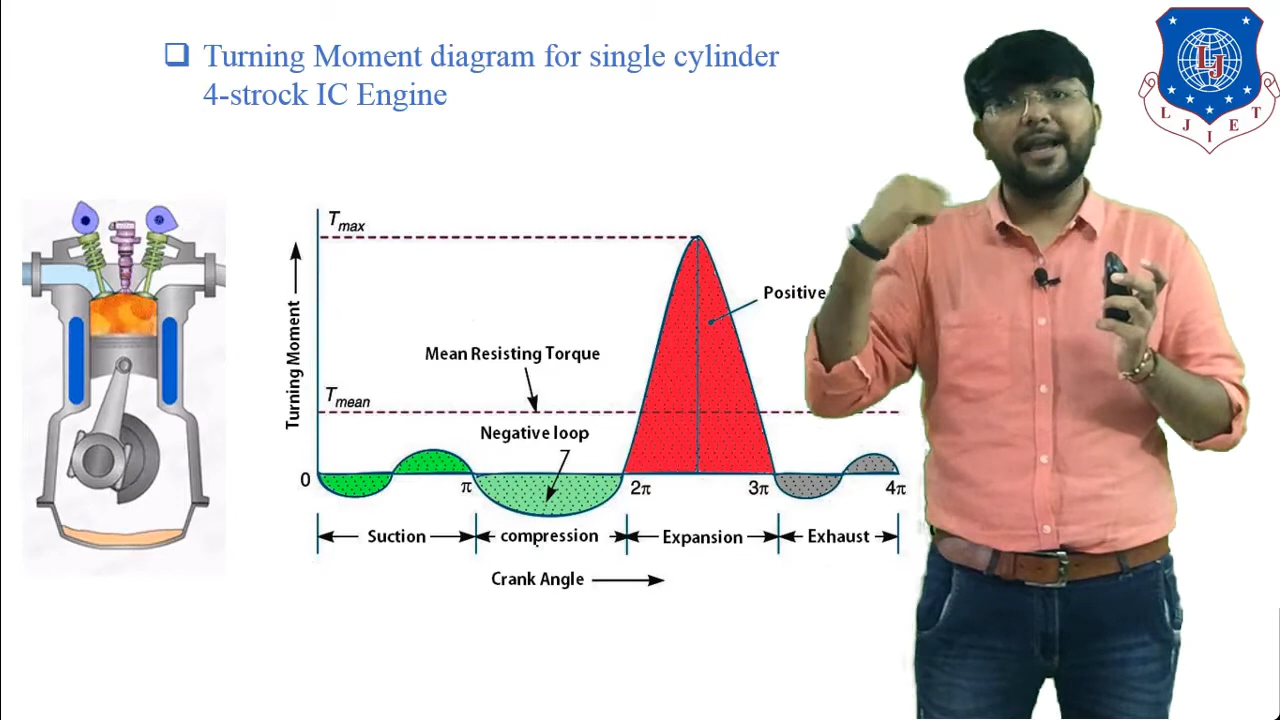 ❑ Turning Moment diagram for single cylinder
4-strock IC Engine
LJ
L J I E T
Tmax
Turning Moment
Positive
Mean Resisting Torque
Tmean
Negative loop
0
π
2π
3π
4π
Suction
compression
Expansion
Exhaust
Crank Angle